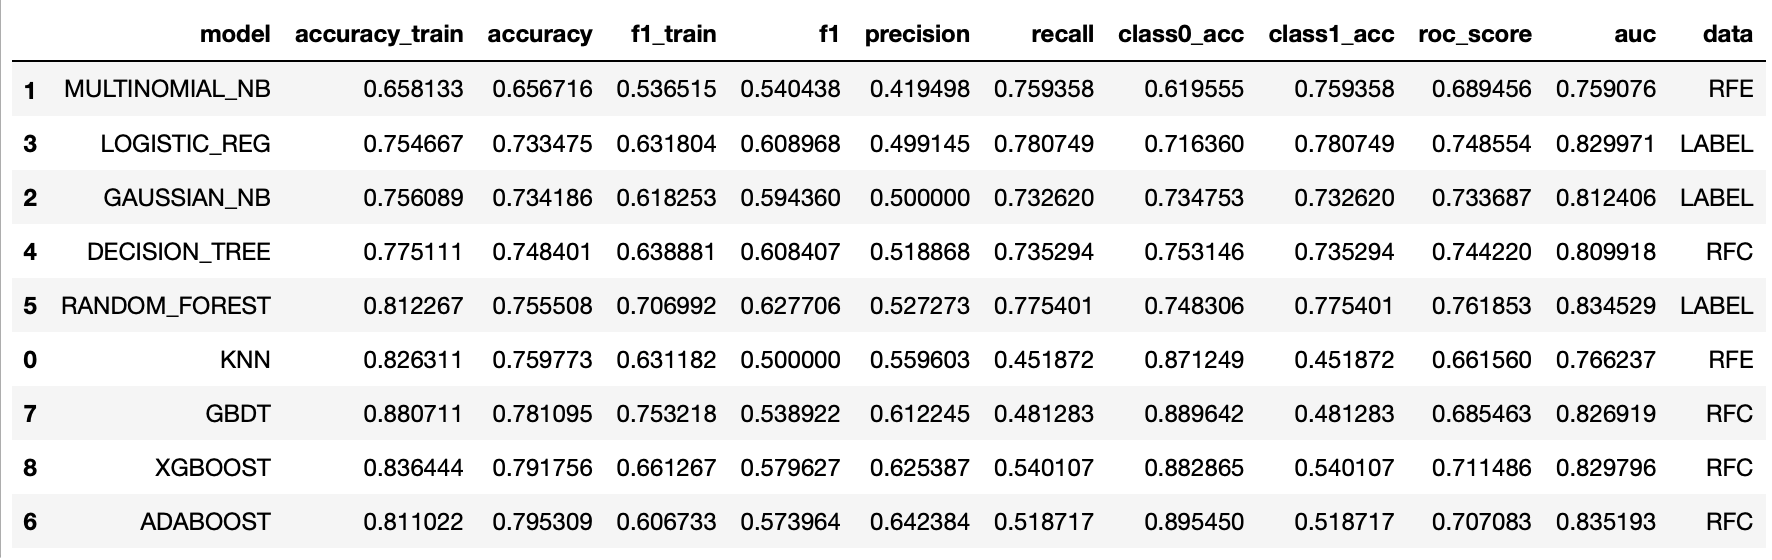 model accuracy_train accuracy f1_train f1 precision recall class0_acc class1_acc roc_score auc data
1 MULTINOMIAL_NB 0.658133 0.656716 0.536515 0.540438 0.419498 0.759358 0.619555 0.759358 0.689456 0.759076 RFE
3 LOGISTIC_REG 0.754667 0.733475 0.631804 0.608968 0.499145 0.780749 0.716360 0.780749 0.748554 0.829971 LABEL
2 GAUSSIAN_NB 0.756089 0.734186 0.618253 0.594360 0.500000 0.732620 0.734753 0.732620 0.733687 0.812406 LABEL
4 DECISION_TREE 0.775111 0.748401 0.638881 0.608407 0.518868 0.735294 0.753146 0.735294 0.744220 0.809918 RFC
5 RANDOM_FOREST 0.812267 0.755508 0.706992 0.627706 0.527273 0.775401 0.748306 0.775401 0.761853 0.834529 LABEL
0 KNN 0.826311 0.759773 0.631182 0.500000 0.559603 0.451872 0.871249 0.451872 0.661560 0.766237 RFE
7 GBDT 0.880711 0.781095 0.753218 0.538922 0.612245 0.481283 0.889642 0.481283 0.685463 0.826919 RFC
8 XGBOOST 0.836444 0.791756 0.661267 0.579627 0.625387 0.540107 0.882865 0.540107 0.711486 0.829796 RFC
6 ADABOOST 0.811022 0.795309 0.606733 0.573964 0.642384 0.518717 0.895450 0.518717 0.707083 0.835193 RFC